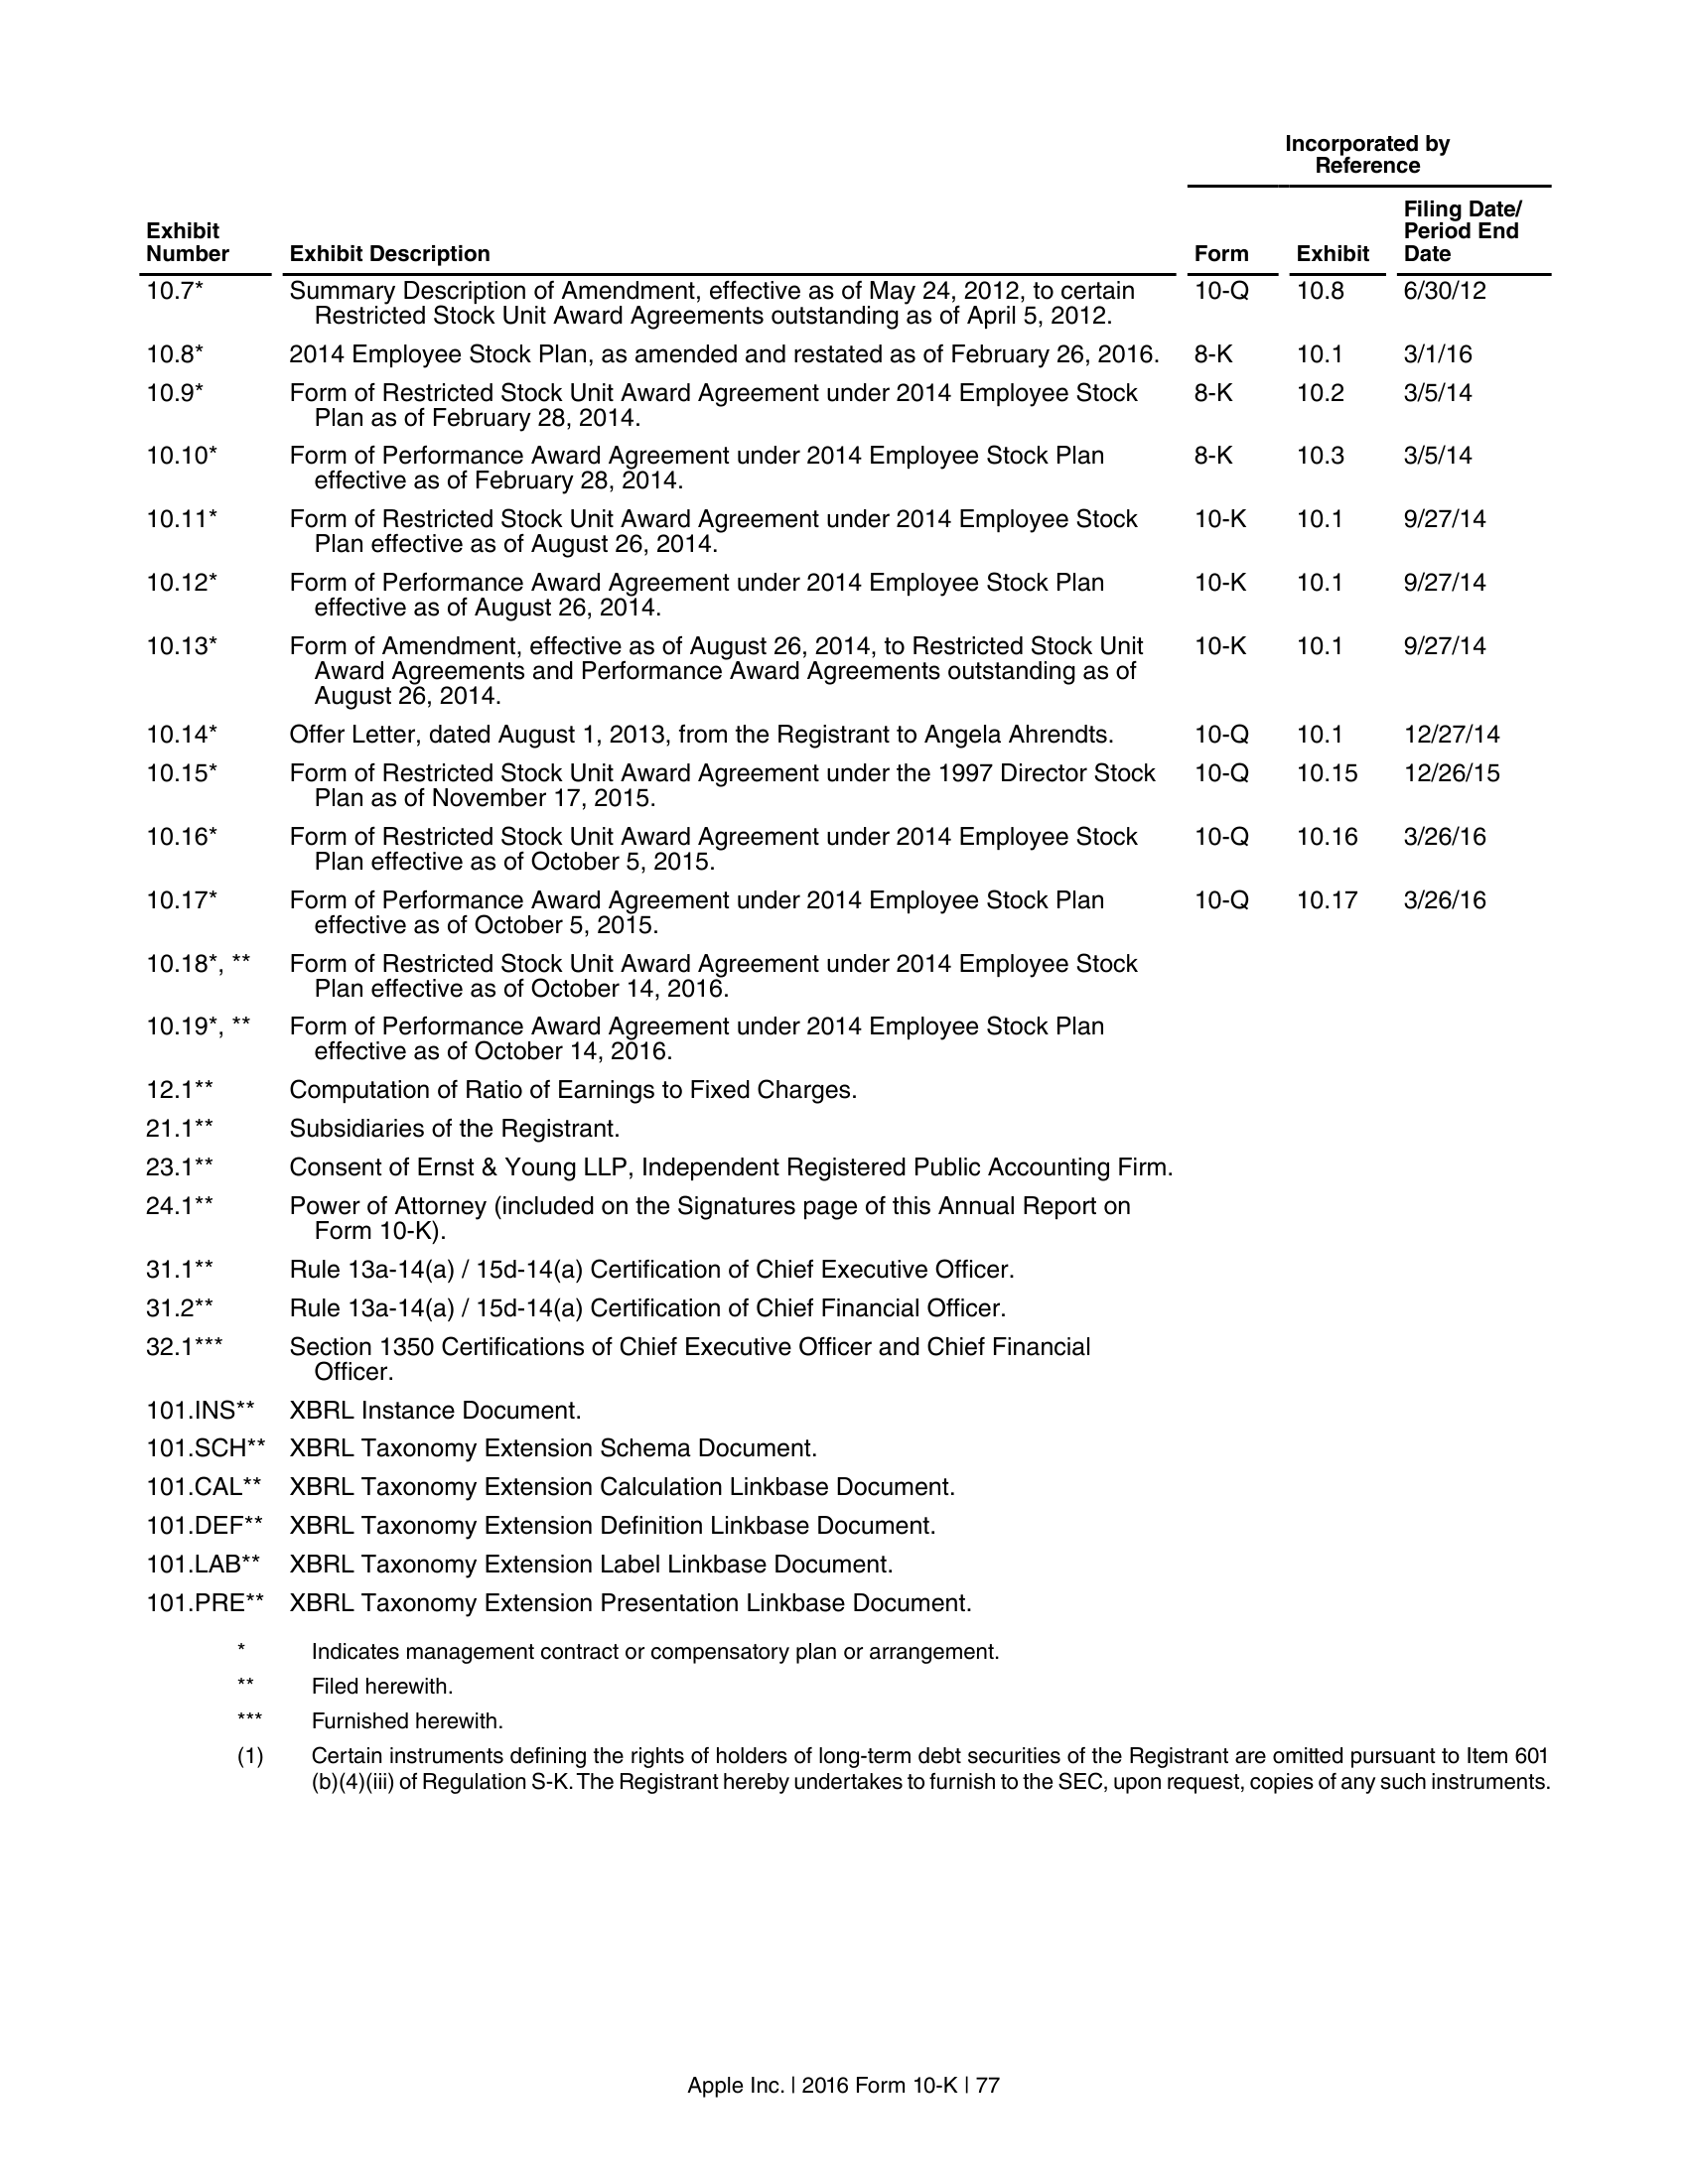 Incorporated by
Reference
Exhibit
Number
Exhibit Description
Form
Exhibit
Filing Date/
Period End
Date
10.7* Summary Description of Amendment, effective as of May 24, 2012, to certain 10-Q 10.8 6/30/12
Restricted Stock Unit Award Agreements outstanding as of April 5, 2012.
10.8* 2014 Employee Stock Plan, as amended and restated as of February 26, 2016. 8-K 10.1 3/1/16
10.9* Form of Restricted Stock Unit Award Agreement under 2014 Employee Stock 8-K 10.2 3/5/14
Plan as of February 28, 2014.
10.10* Form of Performance Award Agreement under 2014 Employee Stock Plan 8-K 10.3 3/5/14
effective as of February 28, 2014.
10.11* Form of Restricted Stock Unit Award Agreement under 2014 Employee Stock 10-K 10.1 9/27/14
Plan effective as of August 26, 2014.
10.12* Form of Performance Award Agreement under 2014 Employee Stock Plan 10-K 10.1 9/27/14
effective as of August 26, 2014.
10.13* Form of Amendment, effective as of August 26, 2014, to Restricted Stock Unit 10-K 10.1 9/27/14
Award Agreements and Performance Award Agreements outstanding as of
August 26, 2014.
10.14* Offer Letter, dated August 1, 2013, from the Registrant to Angela Ahrendts. 10-Q 10.1 12/27/14
10.15* Form of Restricted Stock Unit Award Agreement under the 1997 Director Stock 10-Q 10.15 12/26/15
Plan as of November 17, 2015.
10.16* Form of Restricted Stock Unit Award Agreement under 2014 Employee Stock 10-Q 10.16 3/26/16
Plan effective as of October 5, 2015.
10.17* Form of Performance Award Agreement under 2014 Employee Stock Plan 10-Q 10.17 3/26/16
effective as of October 5, 2015.
10.18*, ** Form of Restricted Stock Unit Award Agreement under 2014 Employee Stock
Plan effective as of October 14, 2016.
10.19*, ** Form of Performance Award Agreement under 2014 Employee Stock Plan
effective as of October 14, 2016.
12.1** Computation of Ratio of Earnings to Fixed Charges.
21.1** Subsidiaries of the Registrant.
23.1** Consent of Ernst & Young LLP, Independent Registered Public Accounting Firm.
24.1** Power of Attorney (included on the Signatures page of this Annual Report on
Form 10-K).
31.1** Rule 13a-14(a) / 15d-14(a) Certification of Chief Executive Officer.
31.2** Rule 13a-14(a) / 15d-14(a) Certification of Chief Financial Officer.
32.1*** Section 1350 Certifications of Chief Executive Officer and Chief Financial
Officer.
101.INS** XBRL Instance Document.
101.SCH** XBRL Taxonomy Extension Schema Document.
101.CAL** XBRL Taxonomy Extension Calculation Linkbase Document.
101.DEF** XBRL Taxonomy Extension Definition Linkbase Document.
101.LAB** XBRL Taxonomy Extension Label Linkbase Document.
101.PRE** XBRL Taxonomy Extension Presentation Linkbase Document.
* Indicates management contract or compensatory plan or arrangement.
** Filed herewith.
*** Furnished herewith.
(1) Certain instruments defining the rights of holders of long-term debt securities of the Registrant are omitted pursuant to Item 601
(b)(4)(iii) of Regulation S-K. The Registrant hereby undertakes to furnish to the SEC, upon request, copies of any such instruments.
Apple Inc. | 2016 Form 10-K | 77